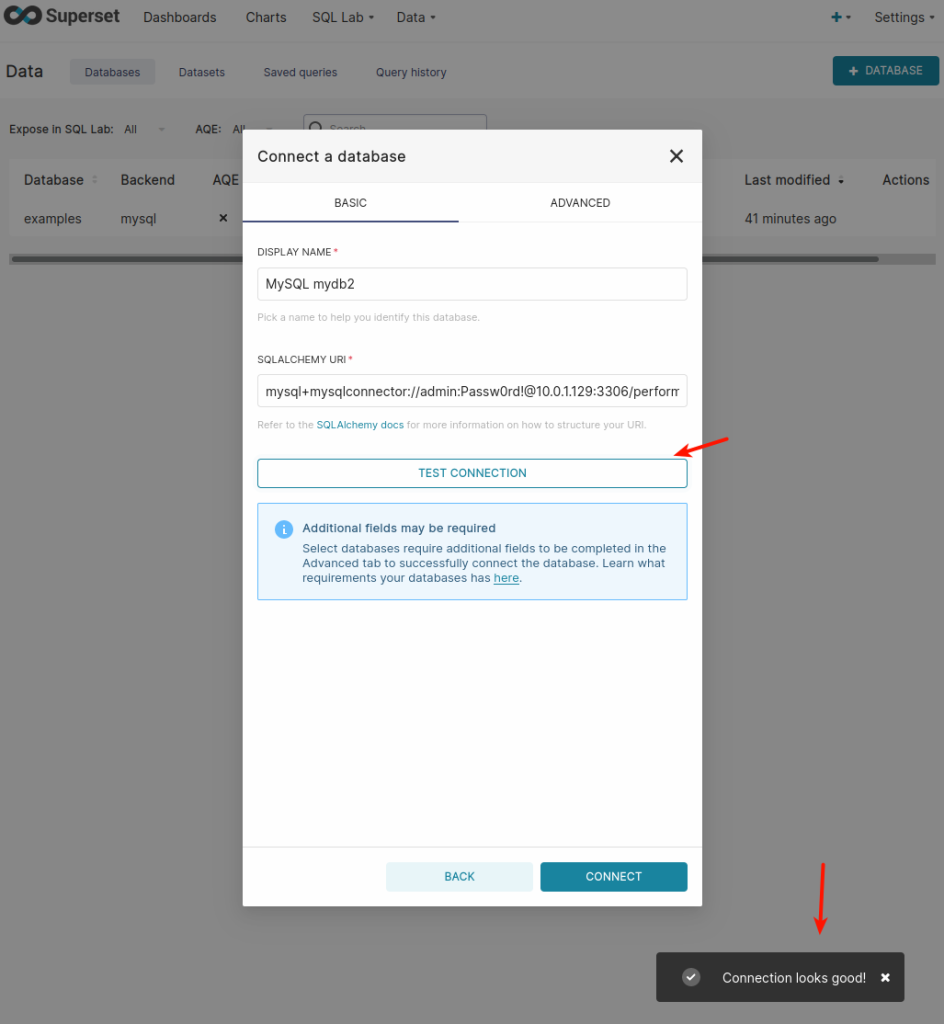 Superset Dashboards Charts SQL Lab Data + Settings
Data Databases Datasets Saved queries Query history + DATABASE
Expose in SQL Lab: All AQE: All Search
Connect a database
Database Backend AQE Last modified Actions
examples mysql 41 minutes ago
BASIC ADVANCED
DISPLAY NAME *
MySQL mydb2
Pick a name to help you identify this database.
SQLALCHEMY URI *
mysql+mysqlconnector://admin:Passw0rd!@10.0.1.129:3306/perform
Refer to the SQLAlchemy docs for more information on how to structure your URI.
TEST CONNECTION
Additional fields may be required
Select databases require additional fields to be completed in the
Advanced tab to successfully connect the database. Learn what
requirements your databases has here.
BACK CONNECT
Connection looks good!